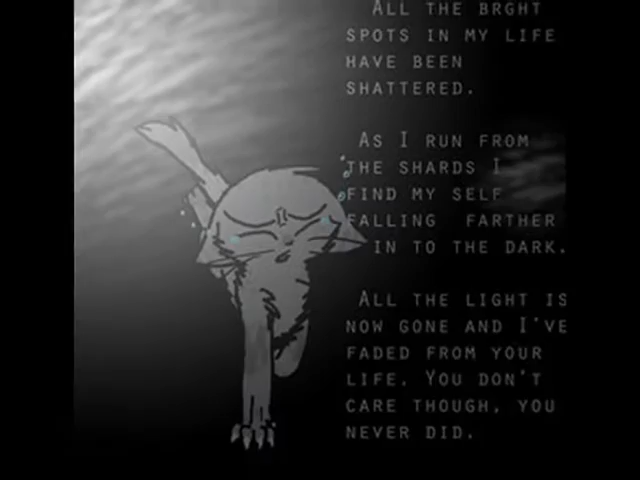 ALL THE BRGHT
SPOTS IN MY LIFE
HAVE BEEN
SHATTERED.
AS I RUN FROM
THE SHARDS I
FIND MY SELF
FALLING FARTHER
IN TO THE DARK.
ALL THE LIGHT IS
NOW GONE AND I'VE
FADED FROM YOUR
LIFE. YOU DON'T
CARE THOUGH, YOU
NEVER DID.